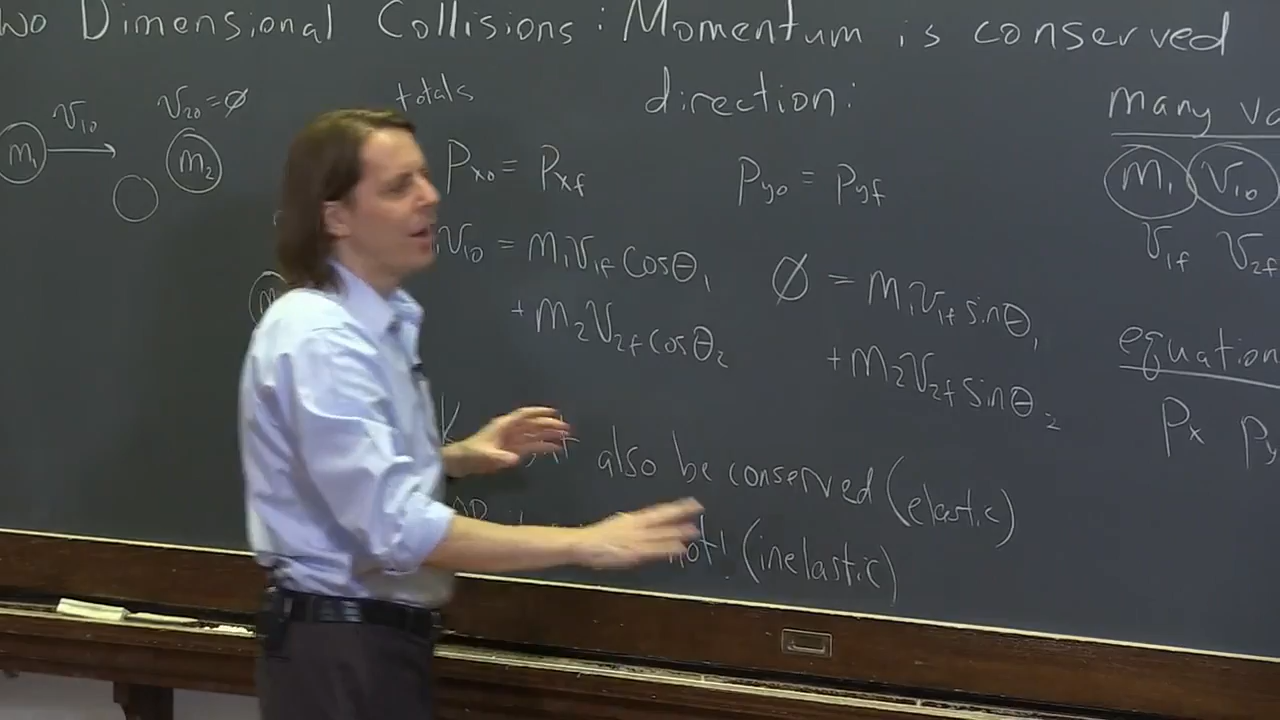 wo Dimensional Collisions : Momentum is conserved
totals direction:
many va
v₁₀ v₂₀=∅
m₁ m₂
Pxo = Pxf Pyo = Pyf
m₁ v₁₀
v₁₀ = m₁v₁f cosθ₁ ∅ = m₁v₁f sinθ₁
v₁f v₂f
+ m₂v₂f cosθ₂ + m₂v₂f sinθ₂
equation
Px Py
K also be conserved (elastic)
not! (inelastic)